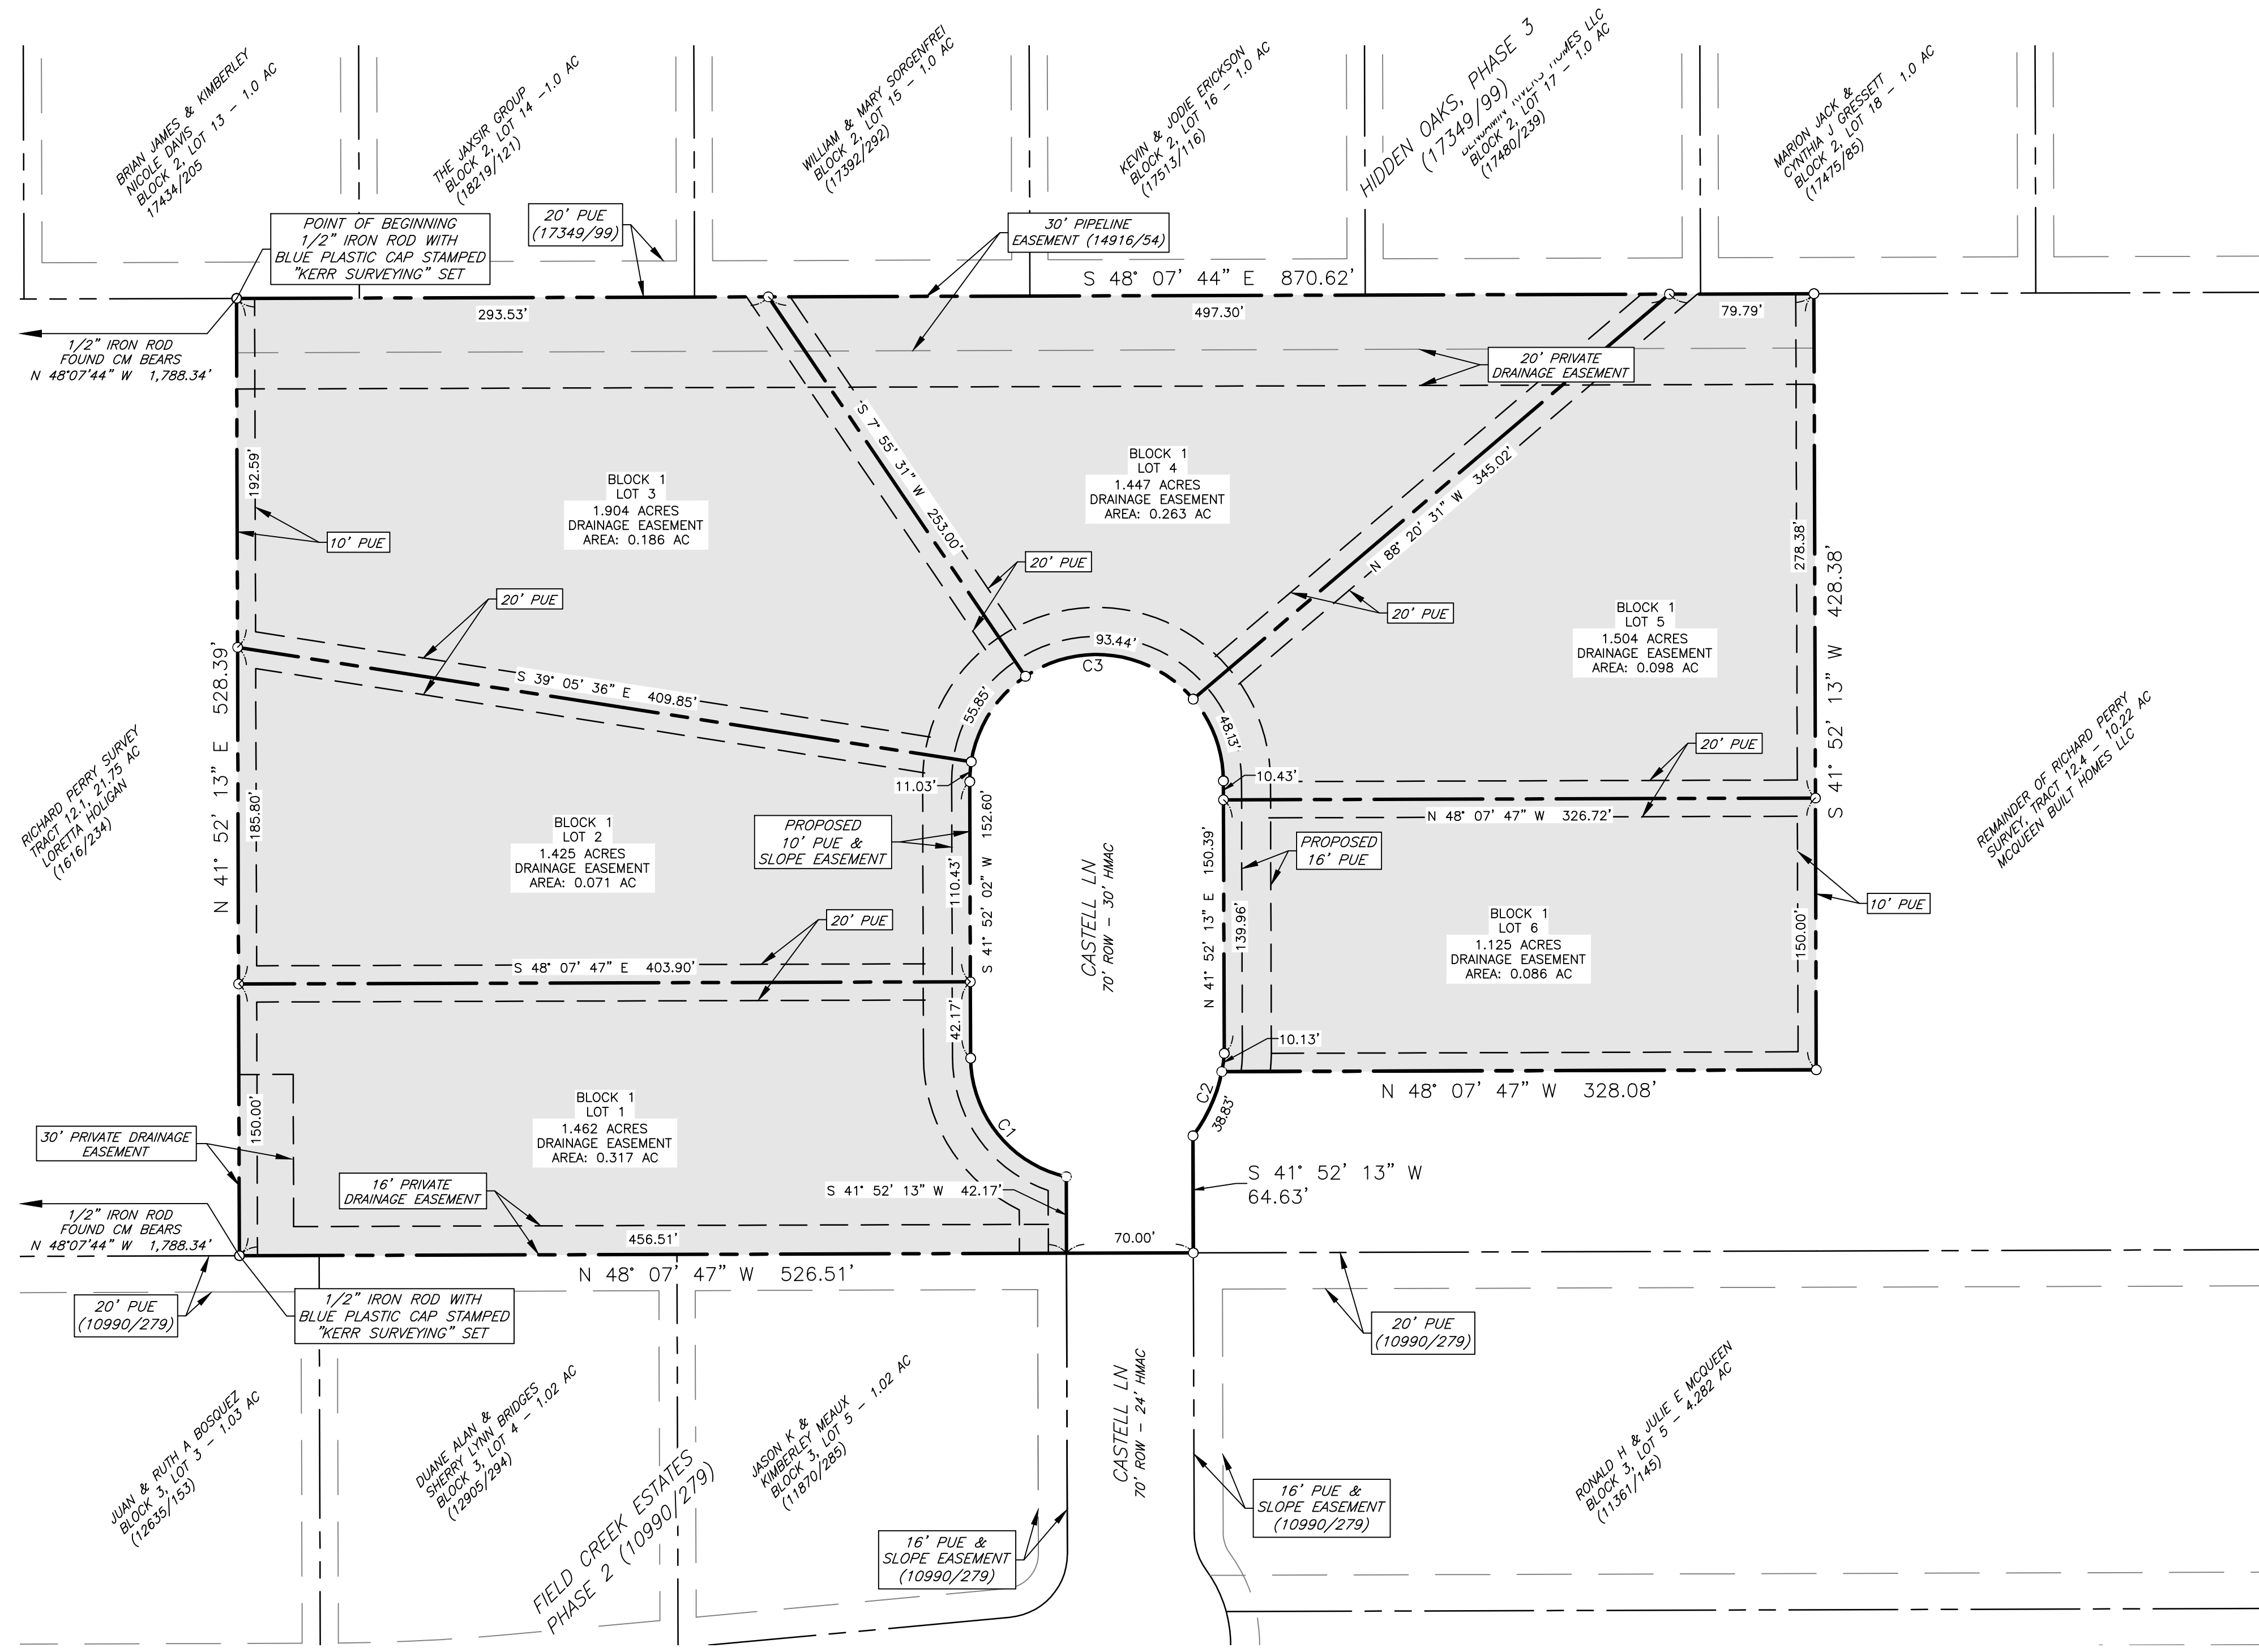 BRIAN JAMES & KIMBERLEY
NICOLE DAVIS
BLOCK 2, LOT 13 – 1.0 AC
17434/205
THE JAXSIR GROUP
BLOCK 2, LOT 14 –1.0 AC
(18219/121)
WILLIAM & MARY SORGENFREI
BLOCK 2, LOT 15 – 1.0 AC
(17392/292)
KEVIN & JODIE ERICKSON
BLOCK 2, LOT 16 – 1.0 AC
(17513/116)
HIDDEN OAKS, PHASE 3
(17349/99)
HOMES LLC
BLOCK 2, LOT 17 – 1.0 AC
(17480/239)
MARION JACK &
CYNTHIA J GRESSETT
BLOCK 2, LOT 18 – 1.0 AC
(17475/85)
POINT OF BEGINNING
1/2" IRON ROD WITH
BLUE PLASTIC CAP STAMPED
"KERR SURVEYING" SET
20' PUE
(17349/99)
30' PIPELINE
EASEMENT (14916/54)
S 48° 07' 44" E 870.62'
293.53'
497.30'
79.79'
1/2" IRON ROD
FOUND CM BEARS
N 48°07'44" W 1,788.34'
20' PRIVATE
DRAINAGE EASEMENT
192.59'
BLOCK 1
LOT 3
1.904 ACRES
DRAINAGE EASEMENT
AREA: 0.186 AC
S 7° 55' 31" W 253.00'
BLOCK 1
LOT 4
1.447 ACRES
DRAINAGE EASEMENT
AREA: 0.263 AC
N 88° 20' 31" W 345.02'
278.38'
10' PUE
20' PUE
20' PUE
20' PUE
BLOCK 1
LOT 5
1.504 ACRES
DRAINAGE EASEMENT
AREA: 0.098 AC
S 41° 52' 13" W 428.38'
N 41° 52' 13" E 528.39'
S 39° 05' 36" E 409.85'
93.44'
C3
55.85'
48.13'
RICHARD PERRY SURVEY
TRACT 12.1, 21.75 AC
LORETTA HOLIGAN
(1616/234)
REMAINDER OF RICHARD PERRY
SURVEY, TRACT 12.4 – 10.22 AC
MCQUEEN BUILT HOMES LLC
20' PUE
11.03'
10.43'
185.80'
BLOCK 1
LOT 2
1.425 ACRES
DRAINAGE EASEMENT
AREA: 0.071 AC
PROPOSED
10' PUE &
SLOPE EASEMENT
110.43'
S 41° 52' 02" W 152.60'
CASTELL LN
70' ROW – 30' HMAC
N 41° 52' 13" E 150.39'
139.96'
N 48° 07' 47" W 326.72'
PROPOSED
16' PUE
10' PUE
20' PUE
BLOCK 1
LOT 6
1.125 ACRES
DRAINAGE EASEMENT
AREA: 0.086 AC
150.00'
S 48° 07' 47" E 403.90'
42.17'
10.13'
N 48° 07' 47" W 328.08'
C2
38.83'
C1
150.00'
BLOCK 1
LOT 1
1.462 ACRES
DRAINAGE EASEMENT
AREA: 0.317 AC
30' PRIVATE DRAINAGE
EASEMENT
16' PRIVATE
DRAINAGE EASEMENT
S 41° 52' 13" W 42.17'
S 41° 52' 13" W
64.63'
1/2" IRON ROD
FOUND CM BEARS
N 48°07'44" W 1,788.34'
456.51'
70.00'
N 48° 07' 47" W 526.51'
20' PUE
(10990/279)
1/2" IRON ROD WITH
BLUE PLASTIC CAP STAMPED
"KERR SURVEYING" SET
20' PUE
(10990/279)
JUAN & RUTH A BOSQUEZ
BLOCK 3, LOT 3 – 1.03 AC
(12635/153)
DUANE ALAN &
SHERRY LYNN BRIDGES
BLOCK 3, LOT 4 – 1.02 AC
(12905/294)
FIELD CREEK ESTATES
PHASE 2 (10990/279)
JASON K &
KIMBERLEY MEAUX
BLOCK 3, LOT 5 – 1.02 AC
(11870/285)
CASTELL LN
70' ROW – 24' HMAC
RONALD H & JULIE E MCQUEEN
BLOCK 3, LOT 5 – 4.282 AC
(11361/145)
16' PUE &
SLOPE EASEMENT
(10990/279)
16' PUE &
SLOPE EASEMENT
(10990/279)